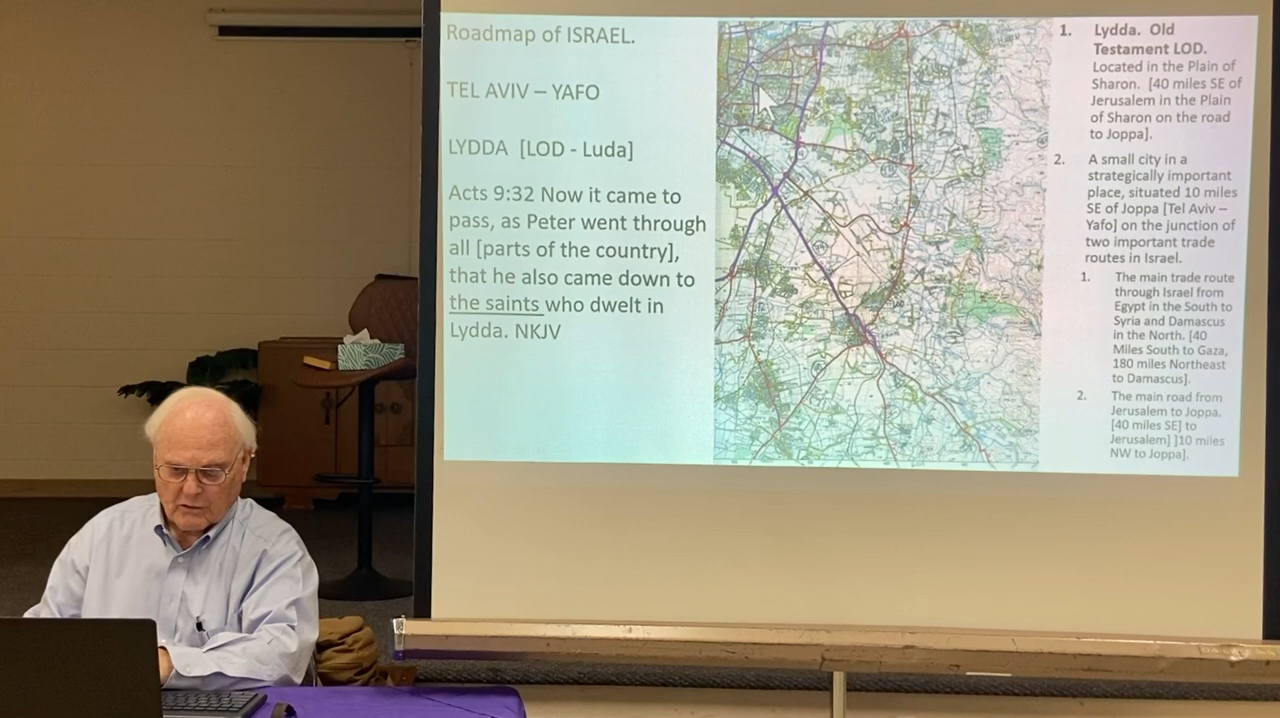 Roadmap of ISRAEL.
TEL AVIV – YAFO
LYDDA [LOD - Luda]
Acts 9:32 Now it came to
pass, as Peter went through
all [parts of the country],
that he also came down to
the saints who dwelt in
Lydda. NKJV
1. Lydda. Old
Testament LOD.
Located in the Plain of
Sharon. [40 miles SE of
Jerusalem in the Plain
of Sharon on the road
to Joppa].
2. A small city in a
strategically important
place, situated 10 miles
SE of Joppa [Tel Aviv –
Yafo] on the junction of
two important trade
routes in Israel.
1. The main trade route
through Israel from
Egypt in the South to
Syria and Damascus
in the North. [40
Miles South to Gaza,
180 miles Northeast
to Damascus].
2. The main road from
Jerusalem to Joppa.
[40 miles SE] to
Jerusalem] ]10 miles
NW to Joppa].